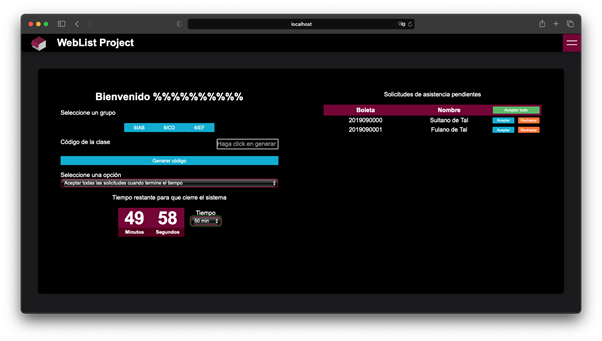 localhost
WebList Project
Bienvenido %%%%%%%%%%
Seleccione un grupo
6IAB 6ICD 6IEF
Código de la clase
Haga click en generar
Generar código
Seleccione una opción
Aceptar todas las solicitudes cuando termine el tiempo
Tiempo restante para que cierre el sistema
49 58
Minutos Segundos
Tiempo
50 min
Solicitudes de asistencia pendientes
Boleta Nombre Aceptar todo
2019090000 Sultano de Tal Aceptar Rechazar
2019090001 Fulano de Tal Aceptar Rechazar